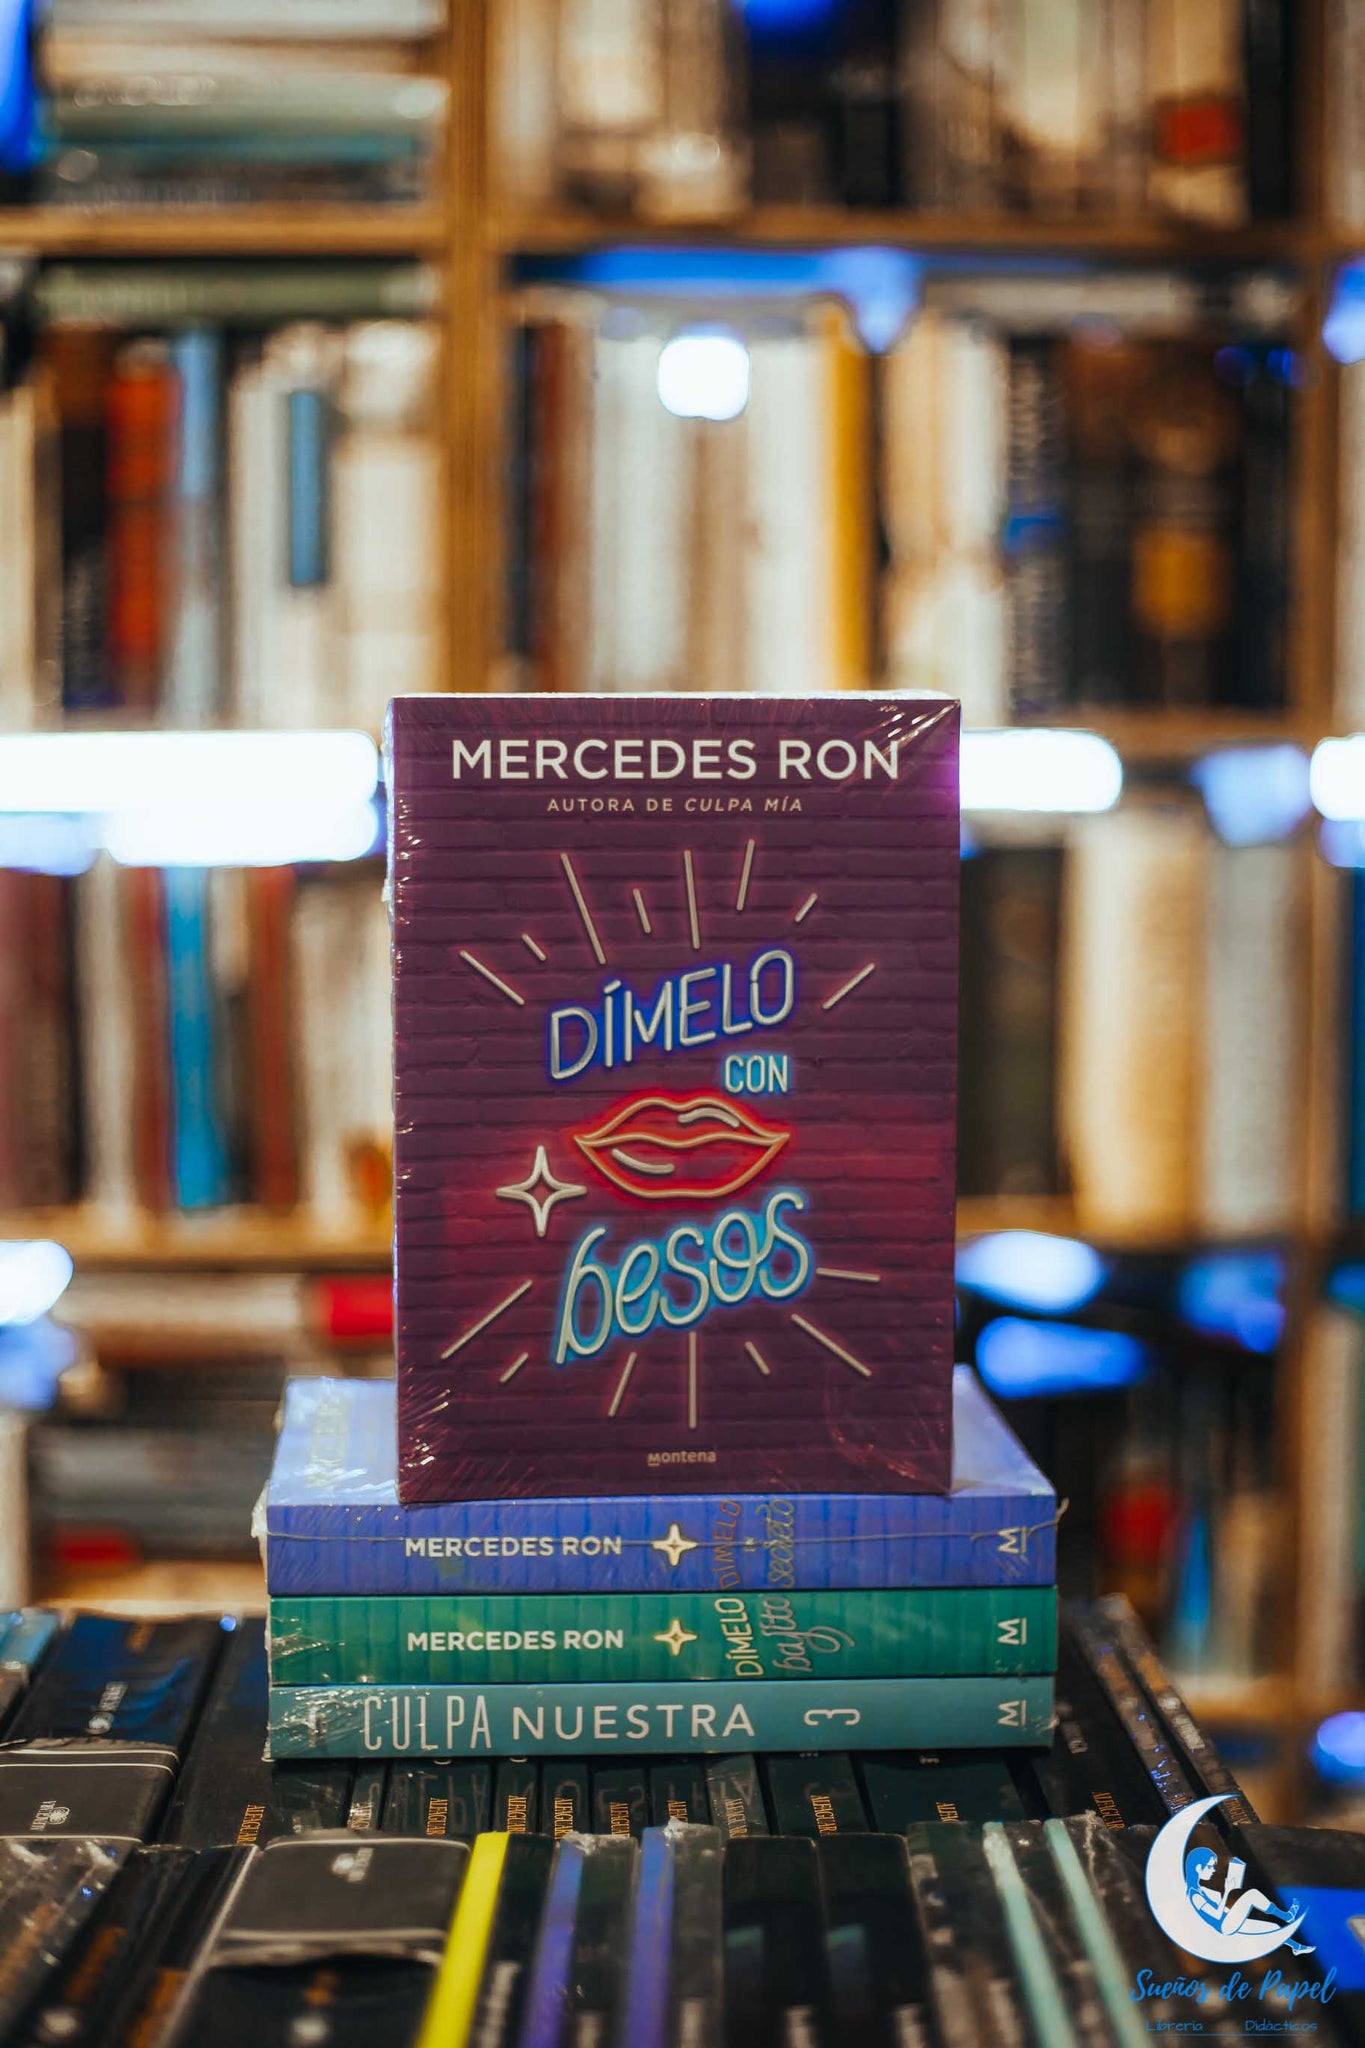 MERCEDES RON
AUTORA DE CULPA MÍA
DÍMELO
CON
besos
Montena
MERCEDES RON DÍMELO EN secreto M
MERCEDES RON DÍMELO bajito M
CULPA NUESTRA 3 M
ALFAGUARA
Sueños de Papel
Librería Didácticos